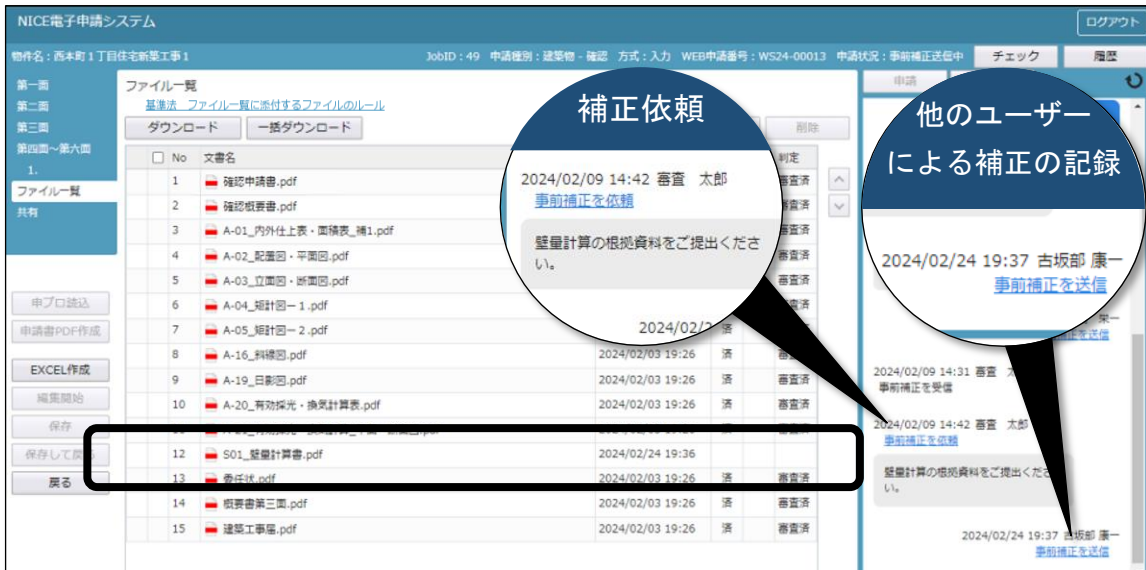 NICE電子申請システム
ログアウト
物件名：西本町1丁目住宅新築工事1
JobID：49 申請種別：建築物 - 確認 方式：入力 WEB申請番号：WS24-00013 申請状況：事前補正送信中
チェック
履歴
第一面
第二面
第三面
第四面～第六面
1.
ファイル一覧
共有
申プロ読込
申請書PDF作成
EXCEL作成
編集開始
保存
保存して戻る
戻る
ファイル一覧
基準法 ファイル一覧に添付するファイルのルール
ダウンロード
一括ダウンロード
削除
No 文書名 判定
1 確認申請書.pdf 審査済
2 確認概要書.pdf 審査済
3 A-01_内外仕上表・面積表_補1.pdf 審査済
4 A-02_配置図・平面図.pdf 審査済
5 A-03_立面図・断面図.pdf 審査済
6 A-04_矩計図－1.pdf
7 A-05_矩計図－2.pdf 済 審査済
8 A-16_斜線図.pdf 2024/02/03 19:26 済 審査済
9 A-19_日影図.pdf 2024/02/03 19:26 済 審査済
10 A-20_有効採光・換気計算表.pdf 2024/02/03 19:26 済 審査済
12 S01_壁量計算書.pdf 2024/02/24 19:36
13 委任状.pdf 2024/02/03 19:26 済 審査済
14 概要書第三面.pdf 2024/02/03 19:26 済 審査済
15 建築工事届.pdf 2024/02/03 19:26 済 審査済
補正依頼
2024/02/09 14:42 審査 太郎
事前補正を依頼
壁量計算の根拠資料をご提出くださ
い。
2024/02/2
申請
他のユーザー
による補正の記録
2024/02/24 19:37 古坂部 康一
事前補正を送信
2024/02/09 14:31 審査
事前補正を受信
2024/02/09 14:42 審査 太郎
事前補正を依頼
壁量計算の根拠資料をご提出くださ
い。
2024/02/24 19:37 古坂部 康一
事前補正を送信